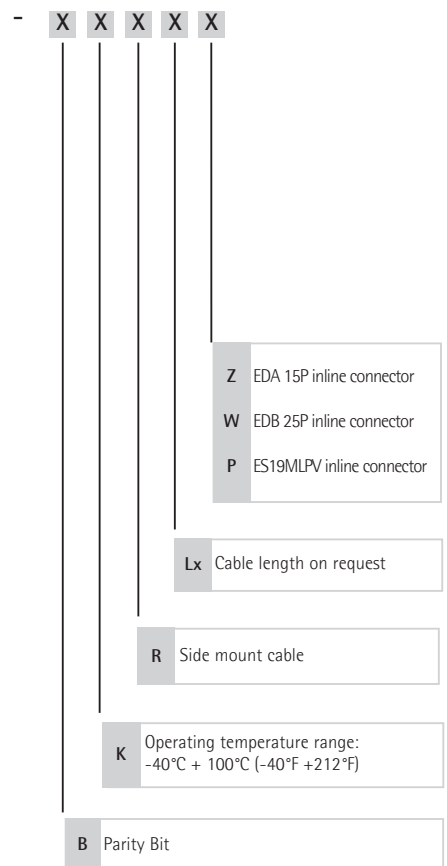 - X X X X X
Z EDA 15P inline connector
W EDB 25P inline connector
P ES19MLPV inline connector
Lx Cable length on request
R Side mount cable
K Operating temperature range:
-40°C + 100°C (-40°F +212°F)
B Parity Bit